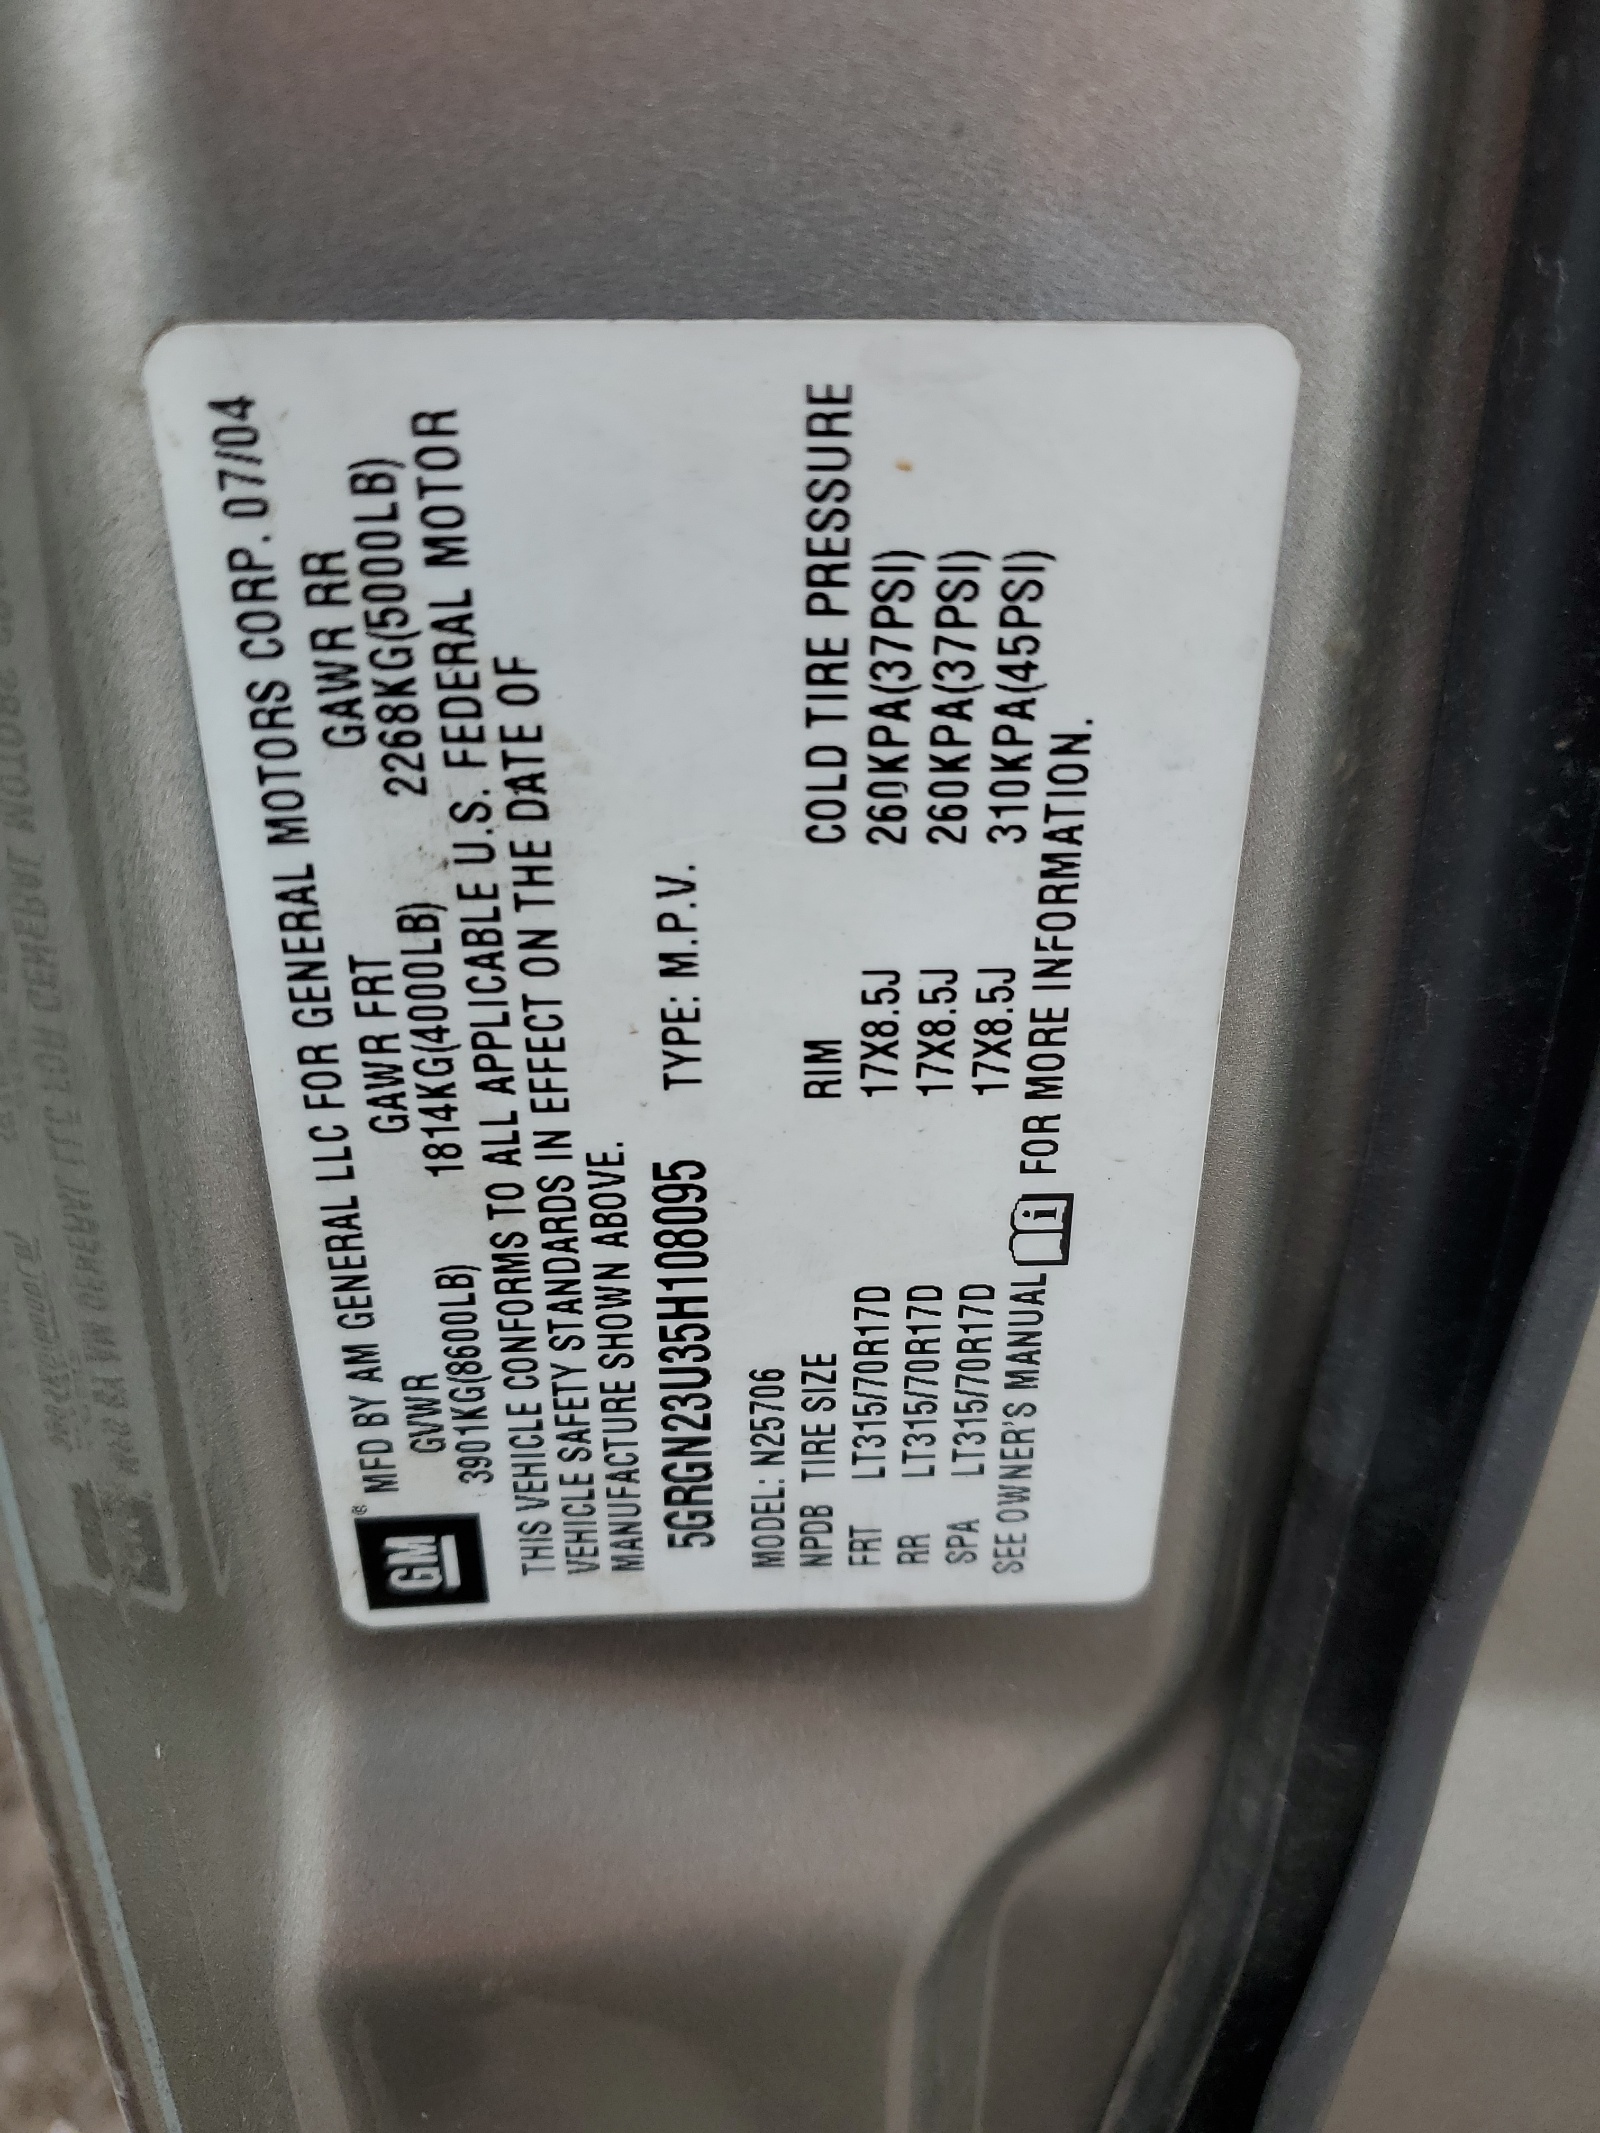 GM® MFD BY AM GENERAL LLC FOR GENERAL MOTORS CORP. 07/04
GVWR GAWR FRT GAWR RR
3901KG(8600LB) 1814KG(4000LB) 2268KG(5000LB)
THIS VEHICLE CONFORMS TO ALL APPLICABLE U.S. FEDERAL MOTOR
VEHICLE SAFETY STANDARDS IN EFFECT ON THE DATE OF
MANUFACTURE SHOWN ABOVE.
5GRGN23U35H108095 TYPE: M.P.V.
MODEL: N25706
NPDB TIRE SIZE RIM COLD TIRE PRESSURE
FRT LT315/70R17D 17X8.5J 260KPA(37PSI)
RR LT315/70R17D 17X8.5J 260KPA(37PSI)
SPA LT315/70R17D 17X8.5J 310KPA(45PSI)
SEE OWNER'S MANUAL i FOR MORE INFORMATION.